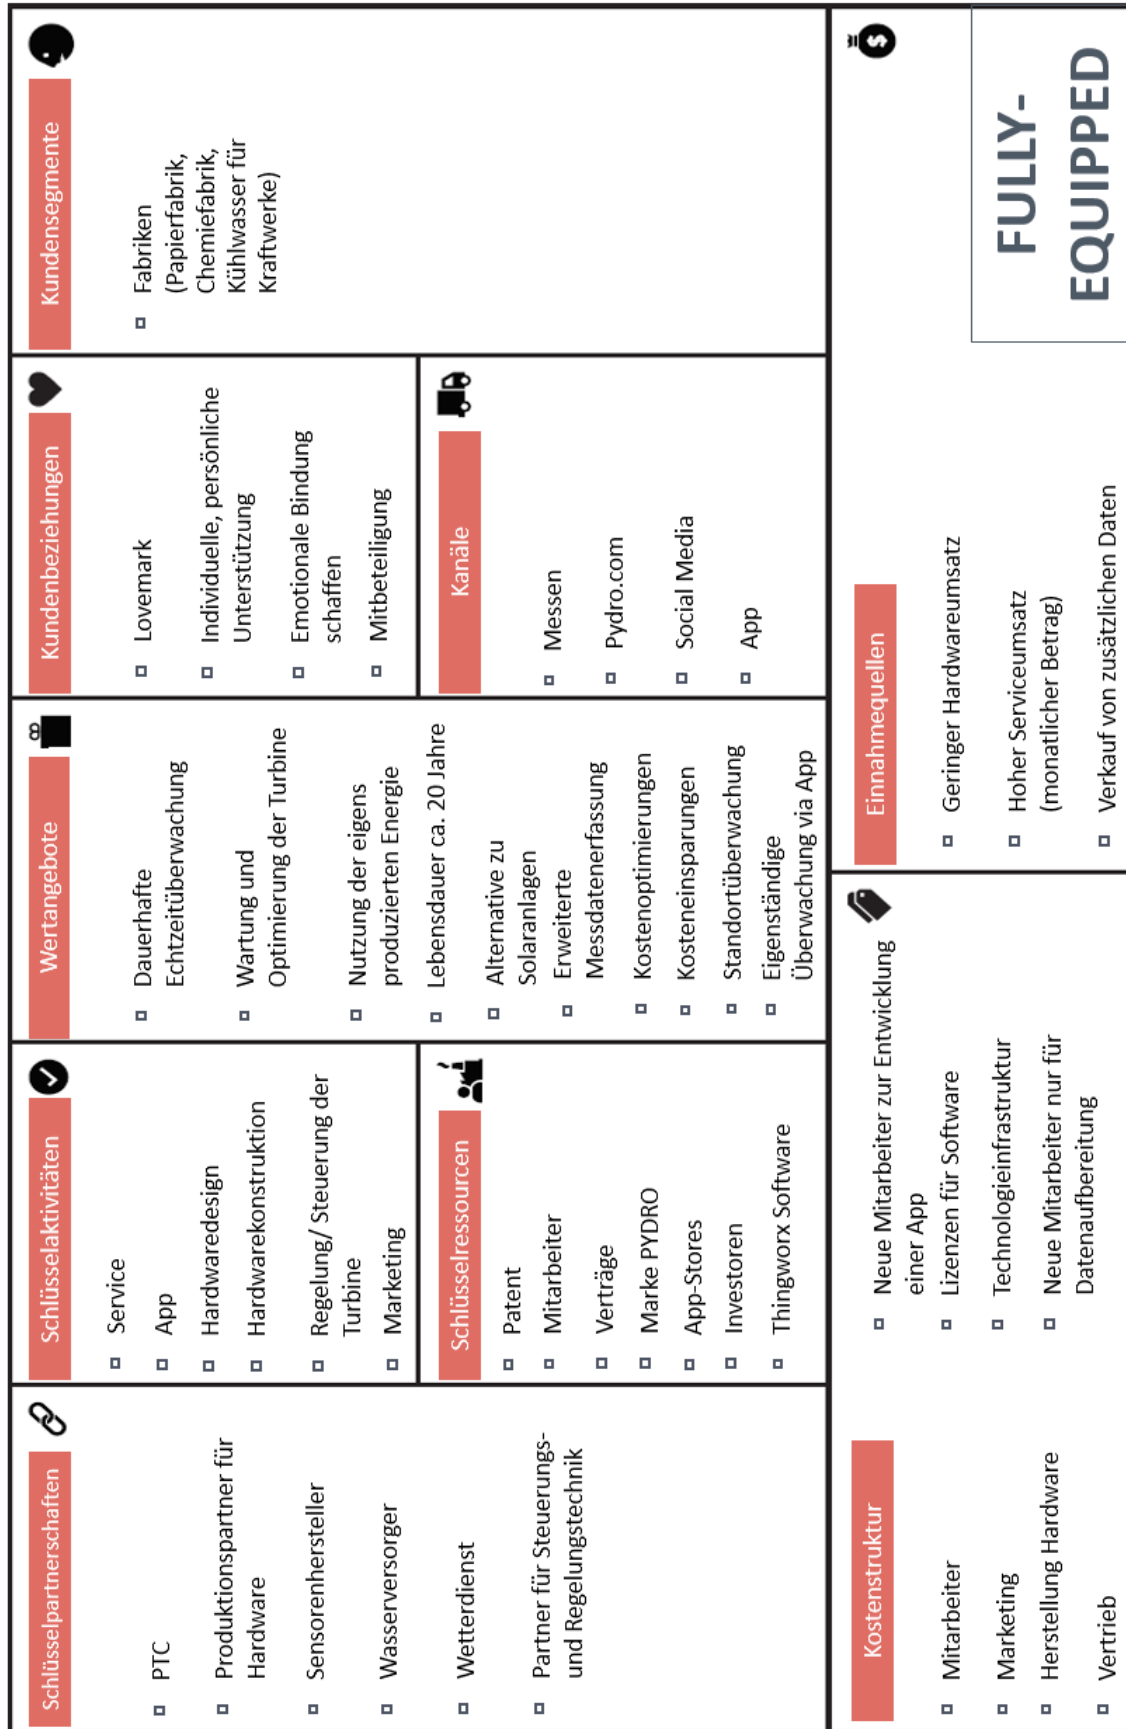 Schlüsselpartnerschaften
PTC
Produktionspartner für
Hardware
Sensorenhersteller
Wasserversorger
Wetterdienst
Partner für Steuerungs-
und Regelungstechnik
Schlüsselaktivitäten
Service
App
Hardwaredesign
Hardwarekonstruktion
Regelung/ Steuerung der
Turbine
Marketing
Schlüsselressourcen
Patent
Mitarbeiter
Verträge
Marke PYDRO
App-Stores
Investoren
Thingworx Software
Wertangebote
Dauerhafte
Echtzeitüberwachung
Wartung und
Optimierung der Turbine
Nutzung der eigens
produzierten Energie
Lebensdauer ca. 20 Jahre
Alternative zu
Solaranlagen
Erweiterte
Messdatenerfassung
Kostenoptimierungen
Kosteneinsparungen
Standortüberwachung
Eigenständige
Überwachung via App
Kundenbeziehungen
Lovemark
Individuelle, persönliche
Unterstützung
Emotionale Bindung
schaffen
Mitbeteiligung
Kanäle
Messen
Pydro.com
Social Media
App
Kundensegmente
Fabriken
(Papierfabrik,
Chemiefabrik,
Kühlwasser für
Kraftwerke)
Kostenstruktur
Mitarbeiter
Marketing
Herstellung Hardware
Vertrieb
Neue Mitarbeiter zur Entwicklung
einer App
Lizenzen für Software
Technologieinfrastruktur
Neue Mitarbeiter nur für
Datenaufbereitung
Einnahmequellen
Geringer Hardwareumsatz
Hoher Serviceumsatz
(monatlicher Betrag)
Verkauf von zusätzlichen Daten
$
FULLY-
EQUIPPED